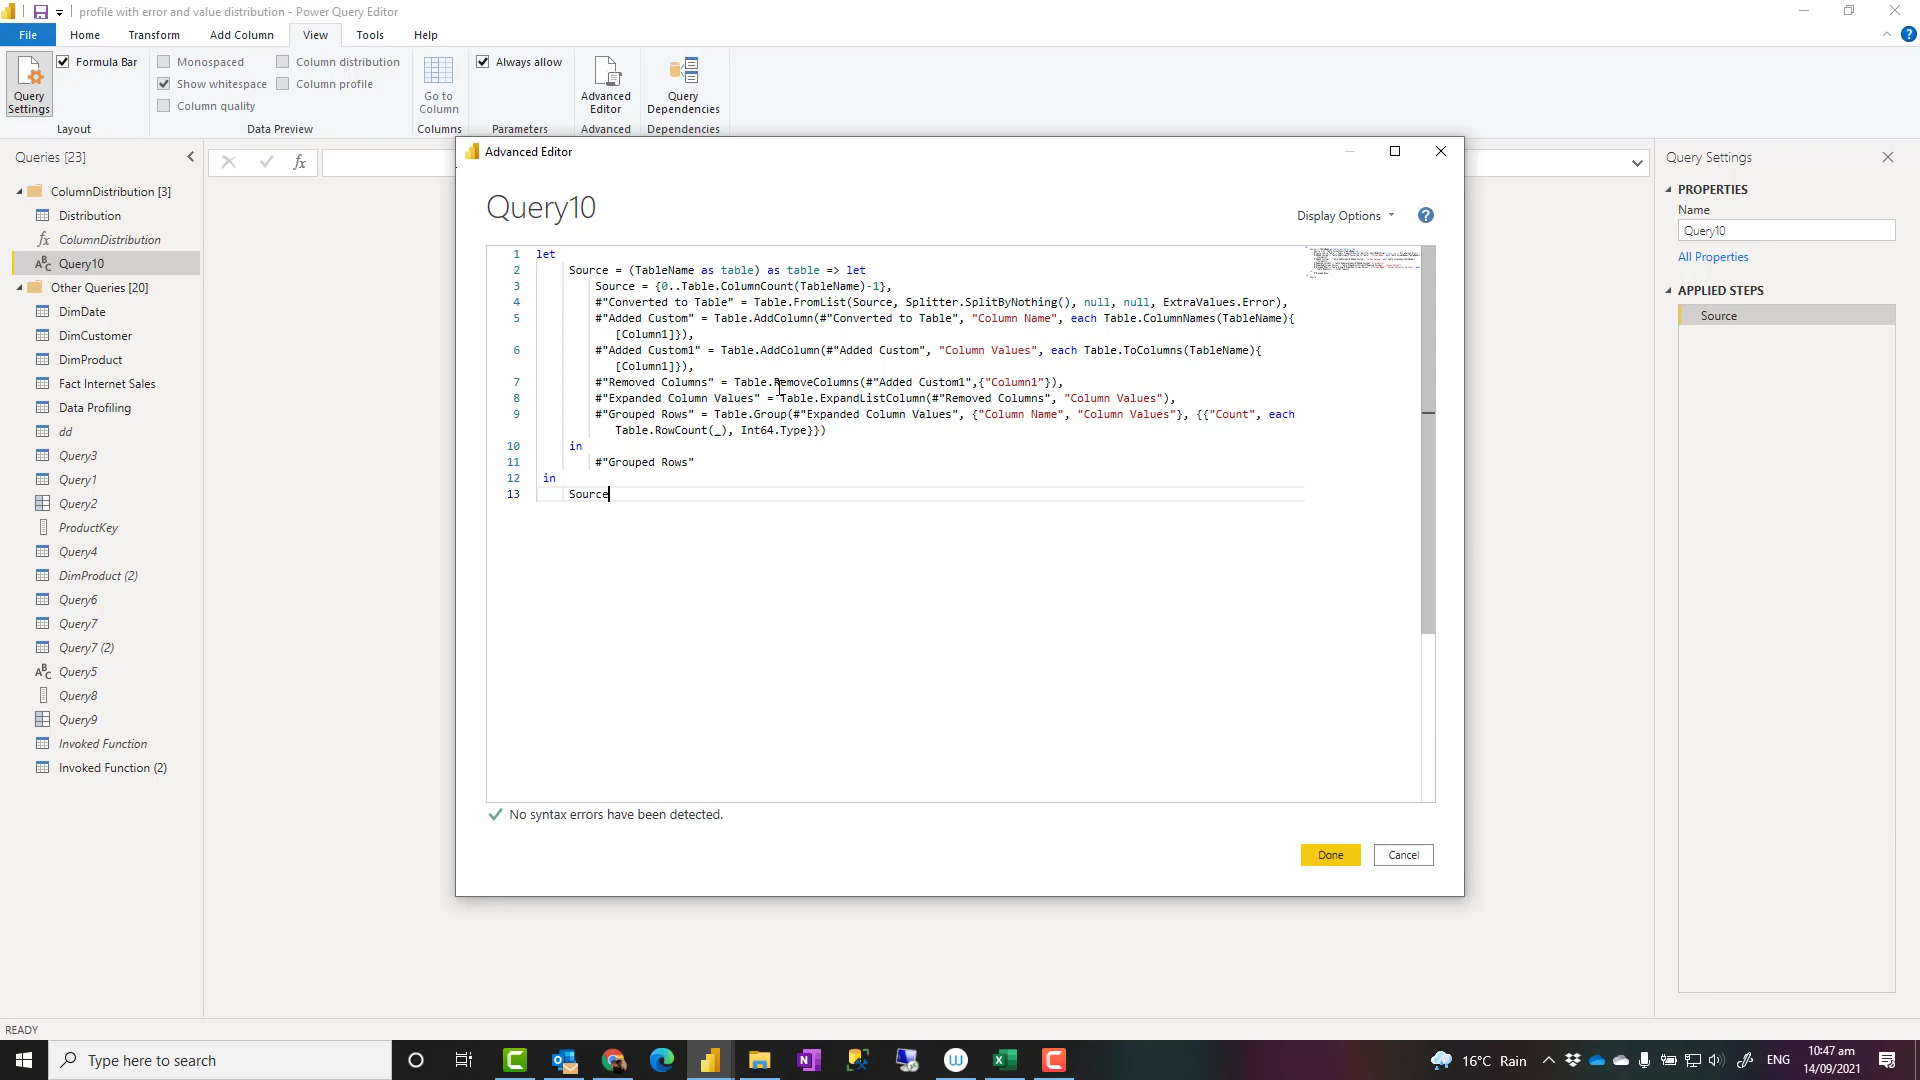 profile with error and value distribution - Power Query Editor
File
Home
Transform
Add Column
View
Tools
Help
Query
Settings
Formula Bar
Layout
Monospaced
Column distribution
Show whitespace
Column profile
Column quality
Data Preview
Go to
Column
Columns
Always allow
Parameters
Advanced
Editor
Advanced
Query
Dependencies
Dependencies
Queries [23]
ColumnDistribution [3]
Distribution
fx ColumnDistribution
ABC Query10
Other Queries [20]
DimDate
DimCustomer
DimProduct
Fact Internet Sales
Data Profiling
dd
Query3
Query1
Query2
ProductKey
Query4
DimProduct (2)
Query6
Query7
Query7 (2)
ABC Query5
Query8
Query9
Invoked Function
Invoked Function (2)
fx
Advanced Editor
Query10
Display Options
?
1 let
2 Source = (TableName as table) as table => let
3 Source = {0..Table.ColumnCount(TableName)-1},
4 #"Converted to Table" = Table.FromList(Source, Splitter.SplitByNothing(), null, null, ExtraValues.Error),
5 #"Added Custom" = Table.AddColumn(#"Converted to Table", "Column Name", each Table.ColumnNames(TableName){
[Column1]}),
6 #"Added Custom1" = Table.AddColumn(#"Added Custom", "Column Values", each Table.ToColumns(TableName){
[Column1]}),
7 #"Removed Columns" = Table.RemoveColumns(#"Added Custom1",{"Column1"}),
8 #"Expanded Column Values" = Table.ExpandListColumn(#"Removed Columns", "Column Values"),
9 #"Grouped Rows" = Table.Group(#"Expanded Column Values", {"Column Name", "Column Values"}, {{"Count", each
Table.RowCount(_), Int64.Type}})
10 in
11 #"Grouped Rows"
12 in
13 Source
No syntax errors have been detected.
Done
Cancel
Query Settings
PROPERTIES
Name
Query10
All Properties
APPLIED STEPS
Source
READY
Type here to search
16°C Rain
ENG
10:47 am
14/09/2021